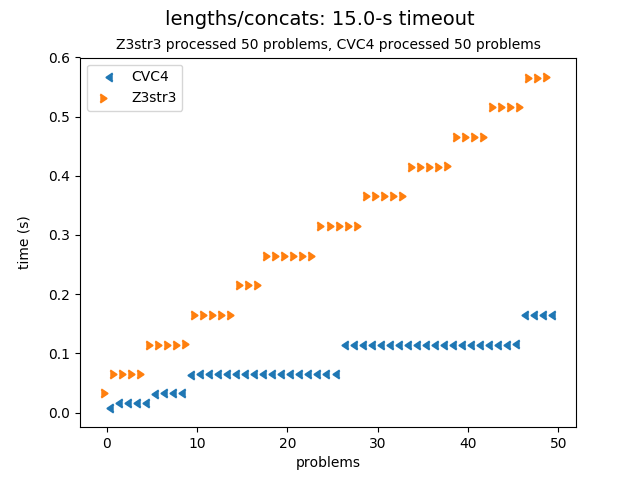 lengths/concats: 15.0-s timeout
Z3str3 processed 50 problems, CVC4 processed 50 problems
CVC4
Z3str3
0.6
0.5
0.4
0.3
0.2
0.1
0.0
time (s)
0 10 20 30 40 50
problems